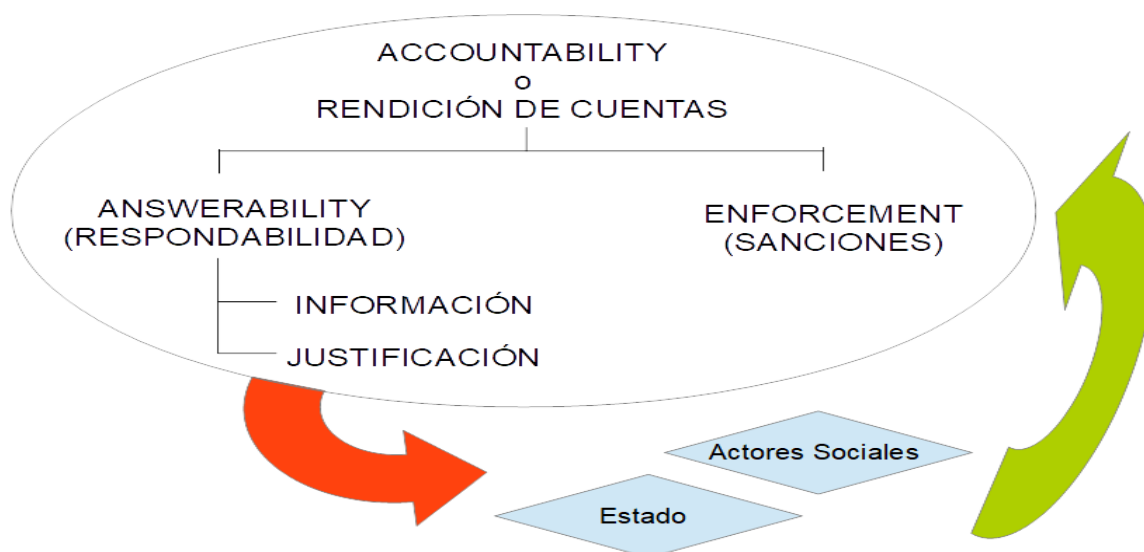 ACCOUNTABILITY
o
RENDICIÓN DE CUENTAS
ANSWERABILITY
(RESPONDABILIDAD)
ENFORCEMENT
(SANCIONES)
INFORMACIÓN
JUSTIFICACIÓN
Actores Sociales
Estado